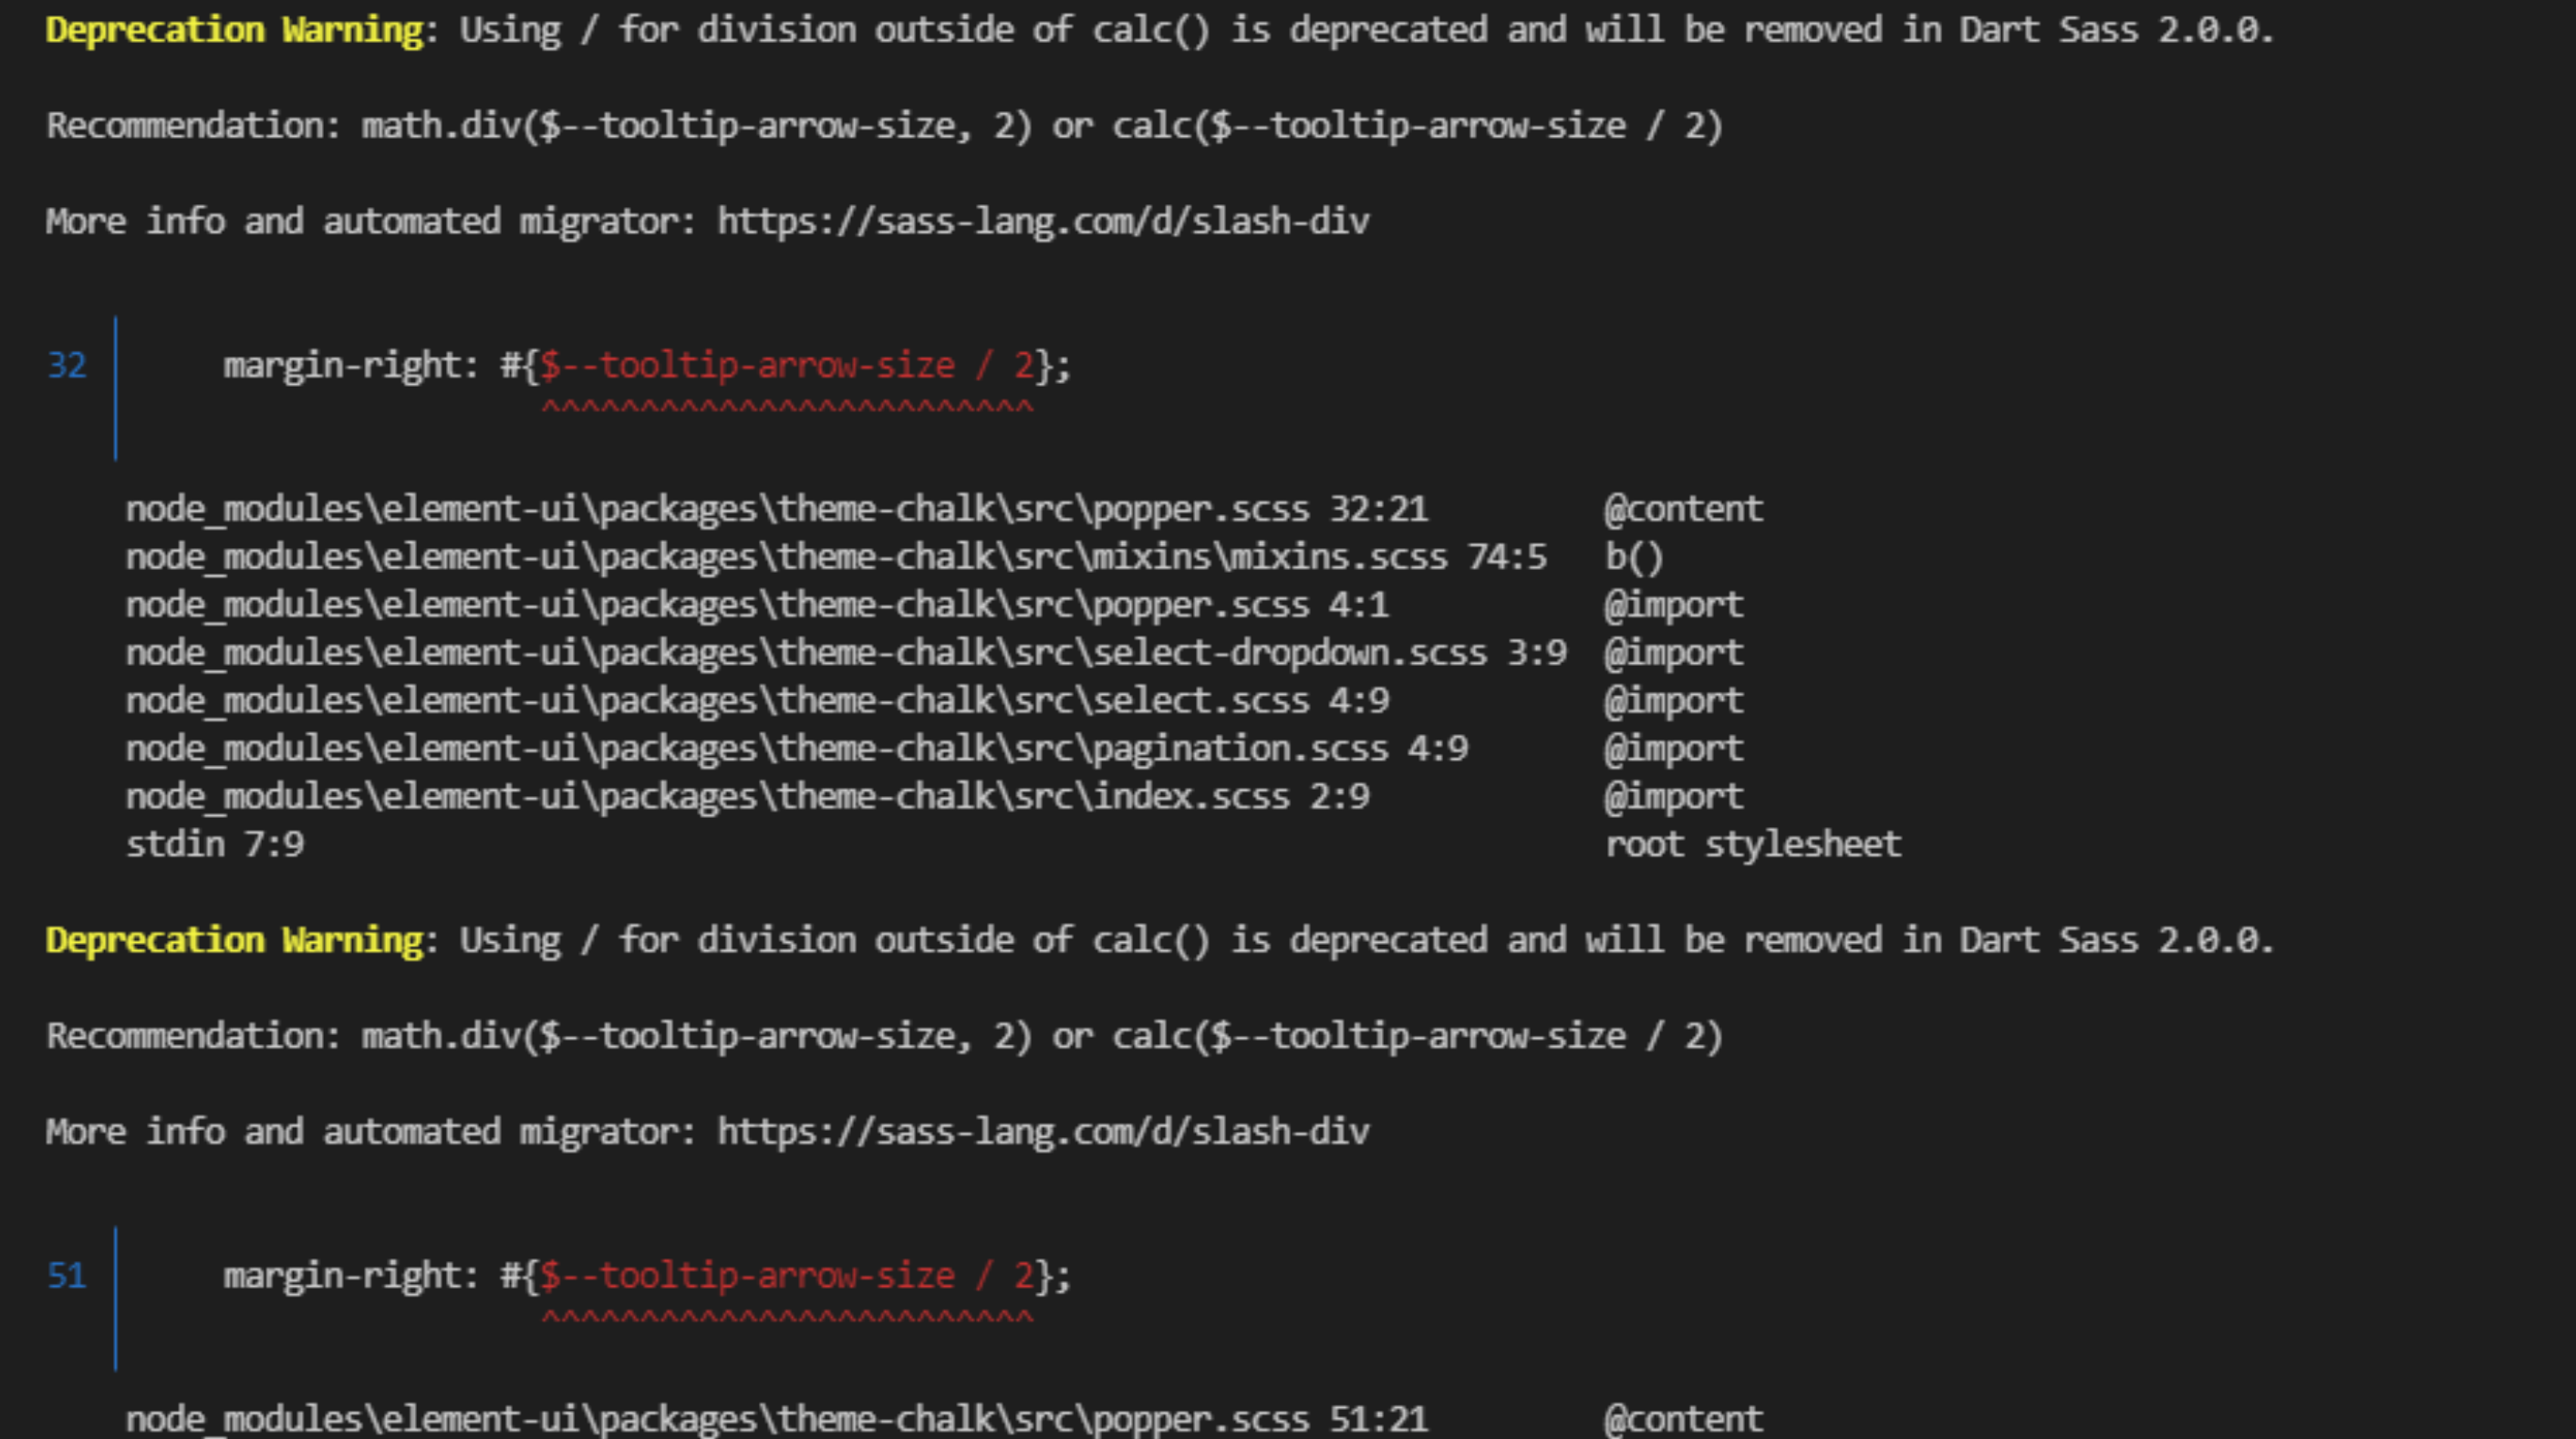 Deprecation Warning: Using / for division outside of calc() is deprecated and will be removed in Dart Sass 2.0.0.
Recommendation: math.div($--tooltip-arrow-size, 2) or calc($--tooltip-arrow-size / 2)
More info and automated migrator: https://sass-lang.com/d/slash-div
32 margin-right: #{$--tooltip-arrow-size / 2};
^^^^^^^^^^^^^^^^^^^^^^^^^
node_modules\element-ui\packages\theme-chalk\src\popper.scss 32:21 @content
node_modules\element-ui\packages\theme-chalk\src\mixins\mixins.scss 74:5 b()
node_modules\element-ui\packages\theme-chalk\src\popper.scss 4:1 @import
node_modules\element-ui\packages\theme-chalk\src\select-dropdown.scss 3:9 @import
node_modules\element-ui\packages\theme-chalk\src\select.scss 4:9 @import
node_modules\element-ui\packages\theme-chalk\src\pagination.scss 4:9 @import
node_modules\element-ui\packages\theme-chalk\src\index.scss 2:9 @import
stdin 7:9 root stylesheet
Deprecation Warning: Using / for division outside of calc() is deprecated and will be removed in Dart Sass 2.0.0.
Recommendation: math.div($--tooltip-arrow-size, 2) or calc($--tooltip-arrow-size / 2)
More info and automated migrator: https://sass-lang.com/d/slash-div
51 margin-right: #{$--tooltip-arrow-size / 2};
^^^^^^^^^^^^^^^^^^^^^^^^^
node_modules\element-ui\packages\theme-chalk\src\popper.scss 51:21 @content